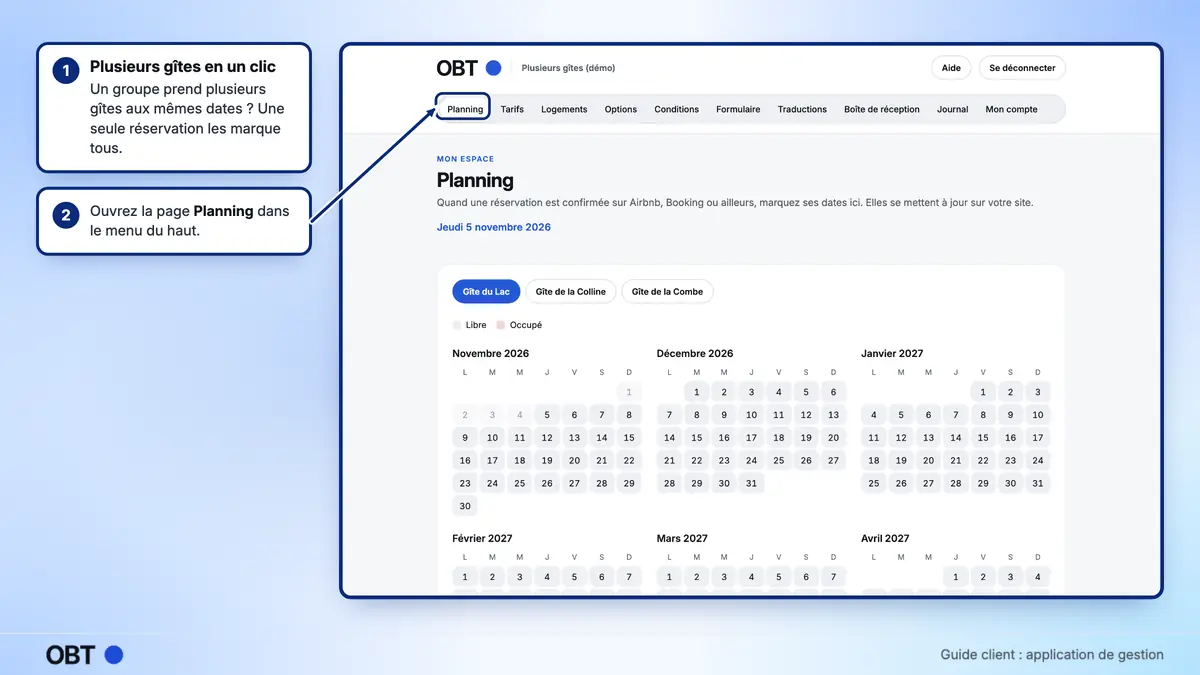 1
Plusieurs gîtes en un clic
Un groupe prend plusieurs
gîtes aux mêmes dates ? Une
seule réservation les marque
tous.
2
Ouvrez la page Planning dans
le menu du haut.
OBT
Plusieurs gîtes (démo)
Aide
Se déconnecter
Planning Tarifs Logements Options Conditions Formulaire Traductions Boîte de réception Journal Mon compte
MON ESPACE
Planning
Quand une réservation est confirmée sur Airbnb, Booking ou ailleurs, marquez ses dates ici. Elles se mettent à jour sur votre site.
Jeudi 5 novembre 2026
Gîte du Lac Gîte de la Colline Gîte de la Combe
Libre Occupé
Novembre 2026
L M M J V S D
1
2 3 4 5 6 7 8
9 10 11 12 13 14 15
16 17 18 19 20 21 22
23 24 25 26 27 28 29
30
Décembre 2026
L M M J V S D
1 2 3 4 5 6
7 8 9 10 11 12 13
14 15 16 17 18 19 20
21 22 23 24 25 26 27
28 29 30 31
Janvier 2027
L M M J V S D
1 2 3
4 5 6 7 8 9 10
11 12 13 14 15 16 17
18 19 20 21 22 23 24
25 26 27 28 29 30 31
Février 2027
L M M J V S D
1 2 3 4 5 6 7
Mars 2027
L M M J V S D
1 2 3 4 5 6 7
Avril 2027
L M M J V S D
1 2 3 4
OBT
Guide client : application de gestion